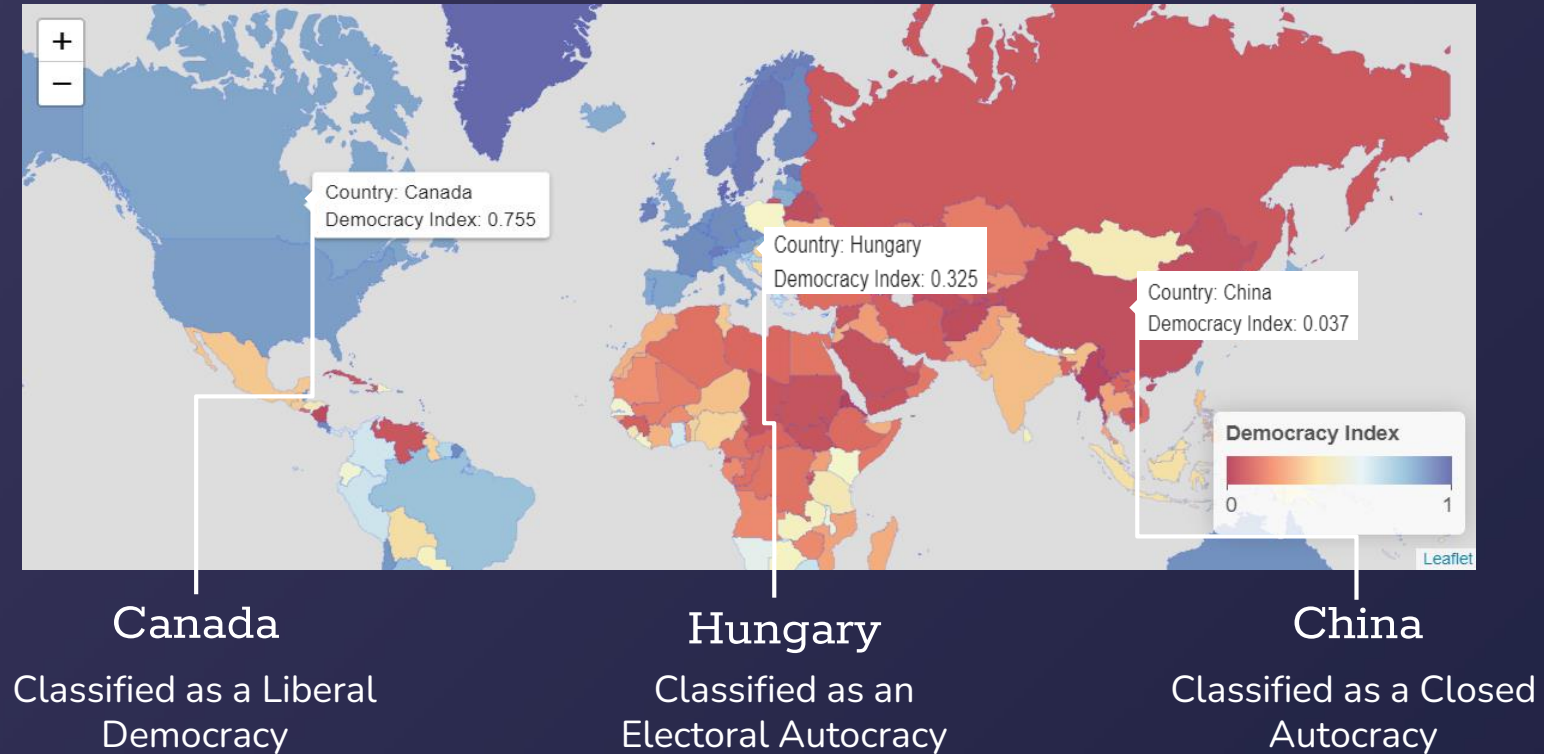 +
−
Country: Canada
Democracy Index: 0.755
Country: Hungary
Democracy Index: 0.325
Country: China
Democracy Index: 0.037
Democracy Index
0 1
Leaflet
Canada
Classified as a Liberal
Democracy
Hungary
Classified as an
Electoral Autocracy
China
Classified as a Closed
Autocracy